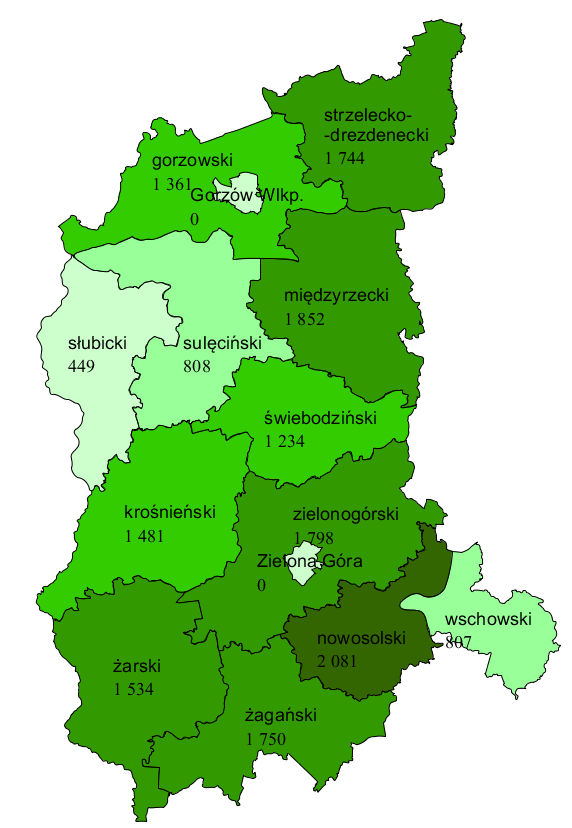 strzelecko-
-drezdenecki
1 744
gorzowski
1 361
Gorzów Wlkp.
0
międzyrzecki
1 852
słubicki
449
sulęciński
808
świebodziński
1 234
krośnieński
1 481
zielonogórski
1 798
Zielona Góra
0
wschowski
807
nowosolski
2 081
żarski
1 534
żagański
1 750